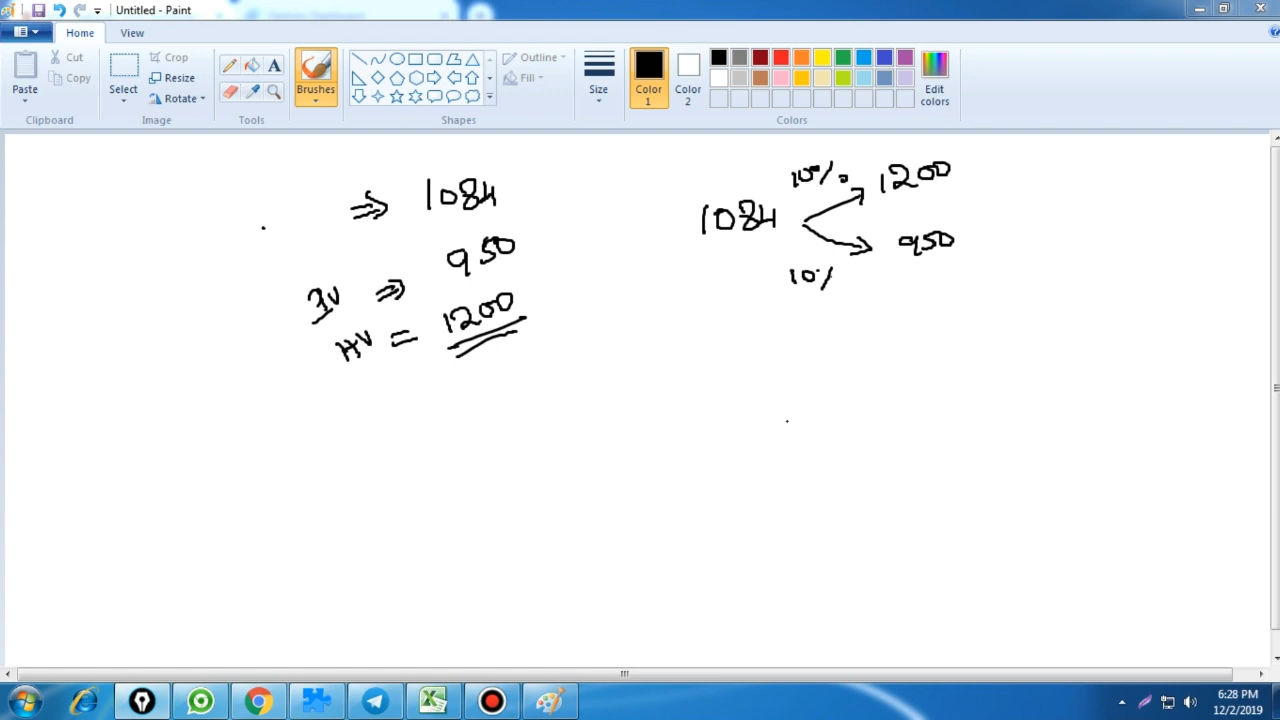 Untitled - Paint
Home
View
Paste
Cut
Copy
Clipboard
Select
Crop
Resize
Rotate
Image
A
Tools
Brushes
Outline
Fill
Shapes
Size
Color 1
Color 2
Edit colors
Colors
⇒ 1084
950
⇒
HV = 1200
1084
10%
1200
10%
950
6:28 PM
12/2/2019